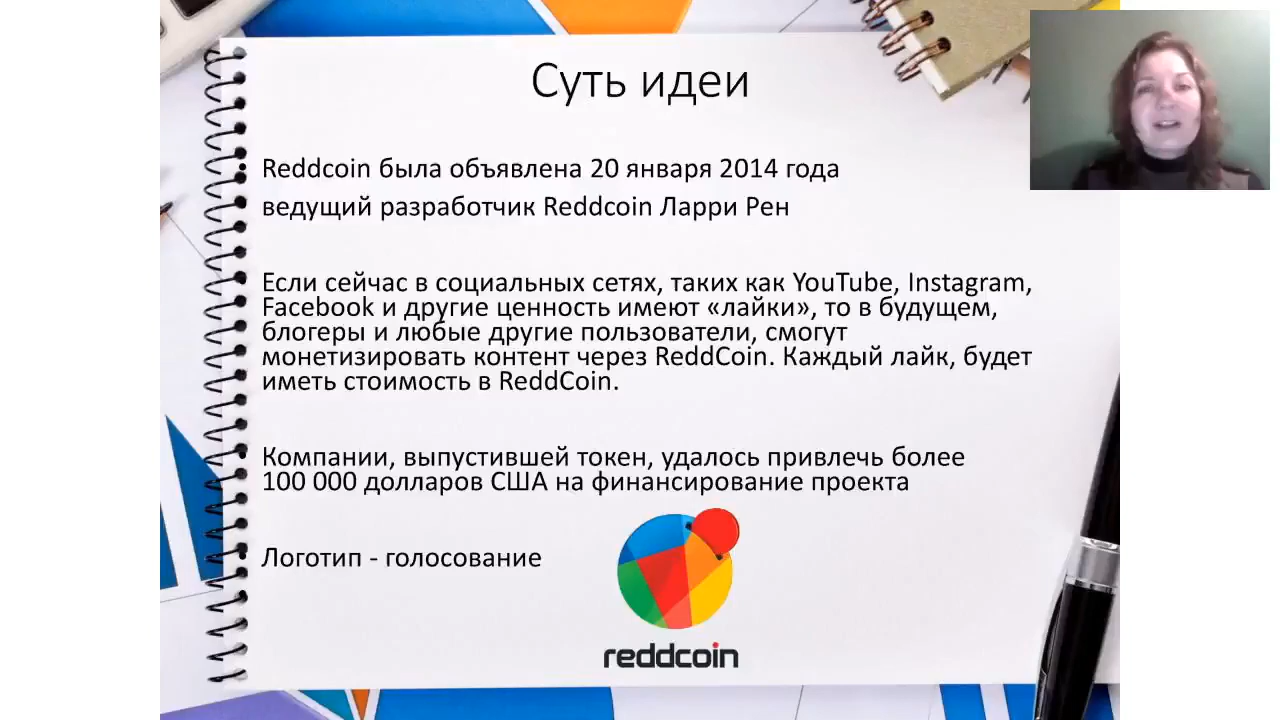 Суть идеи
Reddcoin была объявлена 20 января 2014 года
ведущий разработчик Reddcoin Ларри Рен
Если сейчас в социальных сетях, таких как YouTube, Instagram,
Facebook и другие ценность имеют «лайки», то в будущем,
блогеры и любые другие пользователи, смогут
монетизировать контент через ReddCoin. Каждый лайк, будет
иметь стоимость в ReddCoin.
Компании, выпустившей токен, удалось привлечь более
100 000 долларов США на финансирование проекта
Логотип - голосование
reddcoin